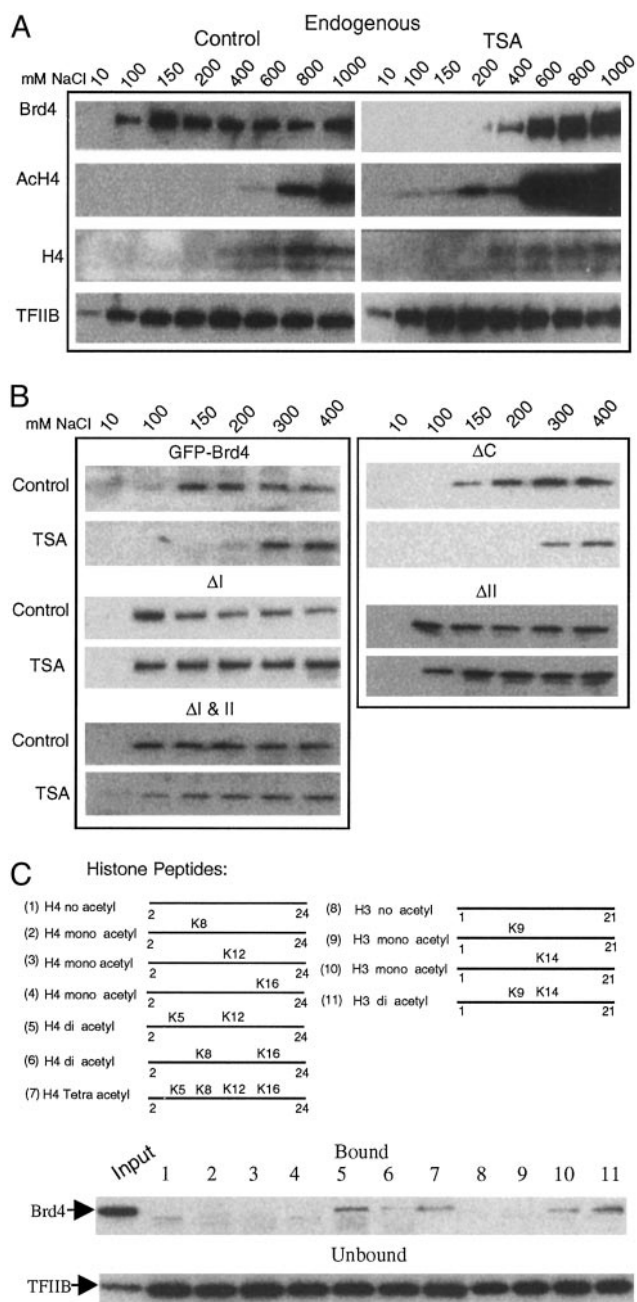 A
Endogenous
Control TSA
mM NaCl 10 100 150 200 400 600 800 1000 10 100 150 200 400 600 800 1000
Brd4
AcH4
H4
TFIIB
B
mM NaCl 10 100 150 200 300 400 10 100 150 200 300 400
GFP-Brd4 ΔC
Control
TSA
ΔI ΔII
Control
TSA
ΔI & II
Control
TSA
C Histone Peptides:
(1) H4 no acetyl
2 24
(2) H4 mono acetyl K8
2 24
(3) H4 mono acetyl K12
2 24
(4) H4 mono acetyl K16
2 24
(5) H4 di acetyl K5 K12
2 24
(6) H4 di acetyl K8 K16
2 24
(7) H4 Tetra acetyl K5 K8 K12 K16
2 24
(8) H3 no acetyl
1 21
(9) H3 mono acetyl K9
1 21
(10) H3 mono acetyl K14
1 21
(11) H3 di acetyl K9 K14
1 21
Bound
Input 1 2 3 4 5 6 7 8 9 10 11
Brd4
Unbound
TFIIB